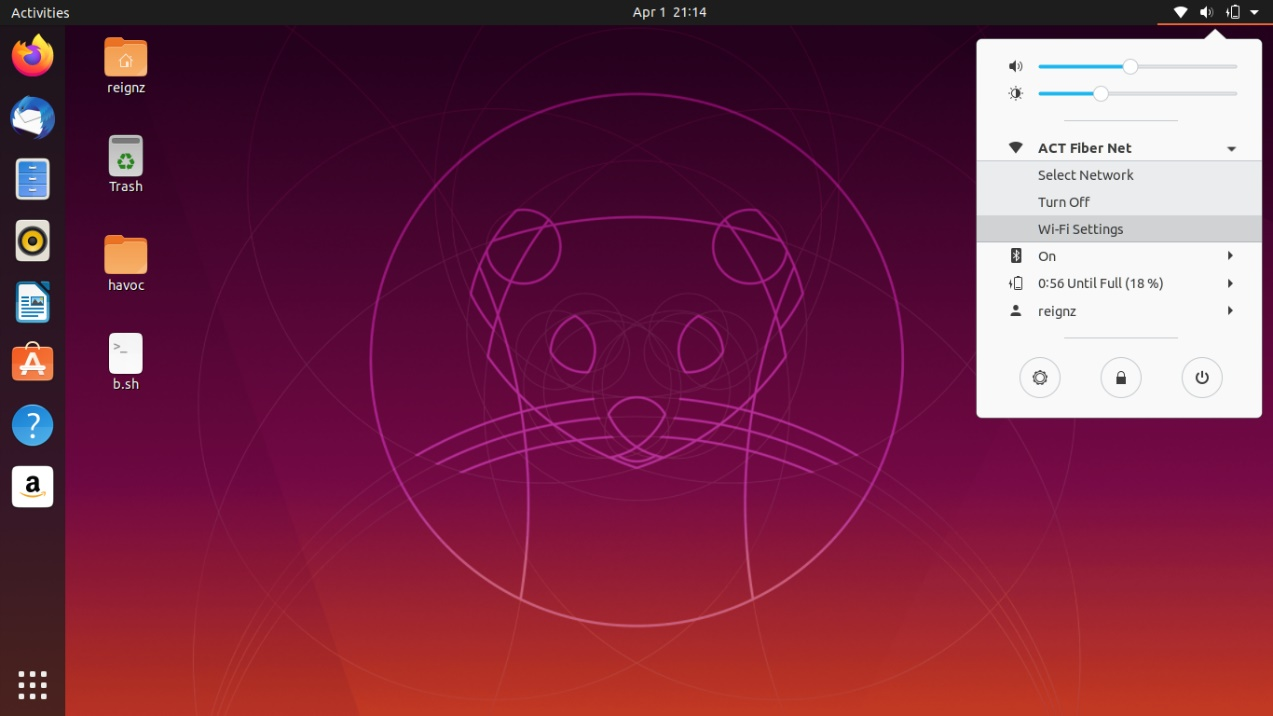 Activities
Apr 1 21:14
reignz
Trash
havoc
>_
b.sh
?
a
ACT Fiber Net
Select Network
Turn Off
Wi-Fi Settings
On
0:56 Until Full (18 %)
reignz